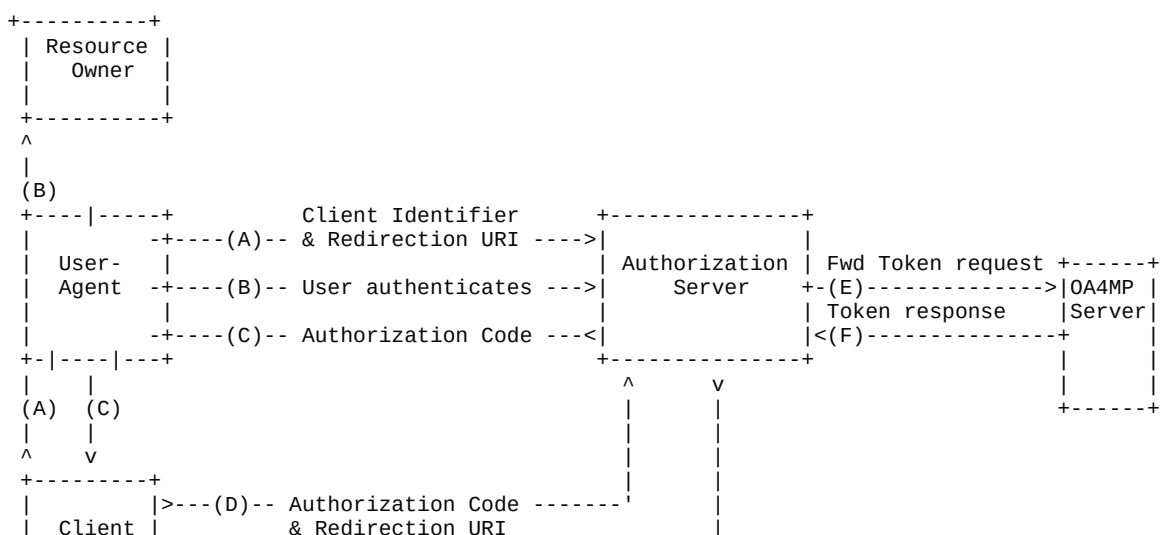 +----------+
| Resource |
|   Owner  |
|          |
+----------+
^
|
(B)
+----|-----+         Client Identifier      +---------------+
|         -+----(A)-- & Redirection URI ---->|               |
|  User-   |                                 | Authorization | Fwd Token request +------+
|  Agent  -+----(B)-- User authenticates --->|     Server    +-(E)-------------->|OA4MP |
|          |                                 |               | Token response    |Server|
|         -+----(C)-- Authorization Code ---<|               |<(F)---------------+      |
+-|----|---+                                 +---------------+                   |      |
|    |                                         ^      v                          |      |
(A)  (C)                                       |      |                          +------+
|    |                                         |      |
^    v                                         |      |
+---------+                                    |      |
|         |>---(D)-- Authorization Code -------'      |
|  Client |         & Redirection URI                 |